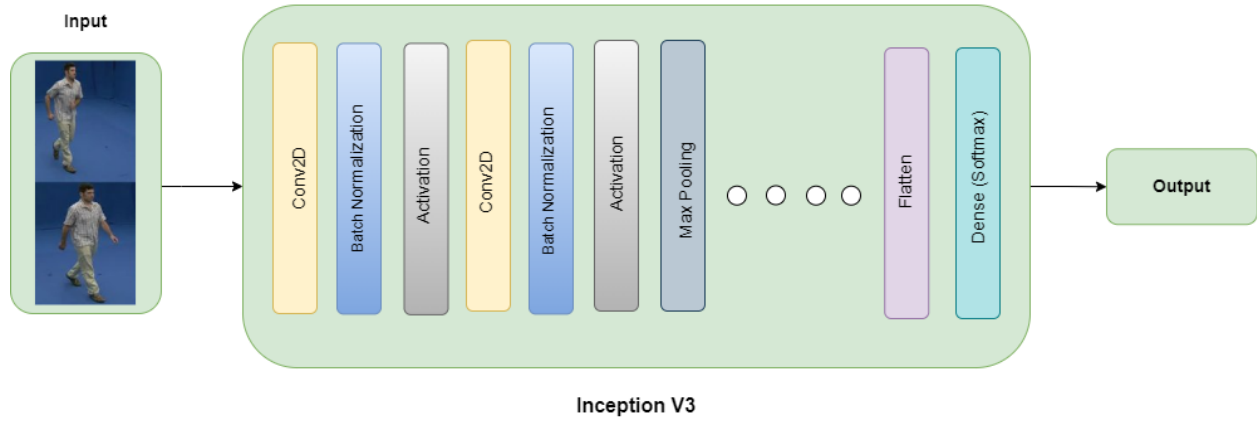 Input
Conv2D
Batch Normalization
Activation
Conv2D
Batch Normalization
Activation
Max Pooling
Flatten
Dense (Softmax)
Output
Inception V3